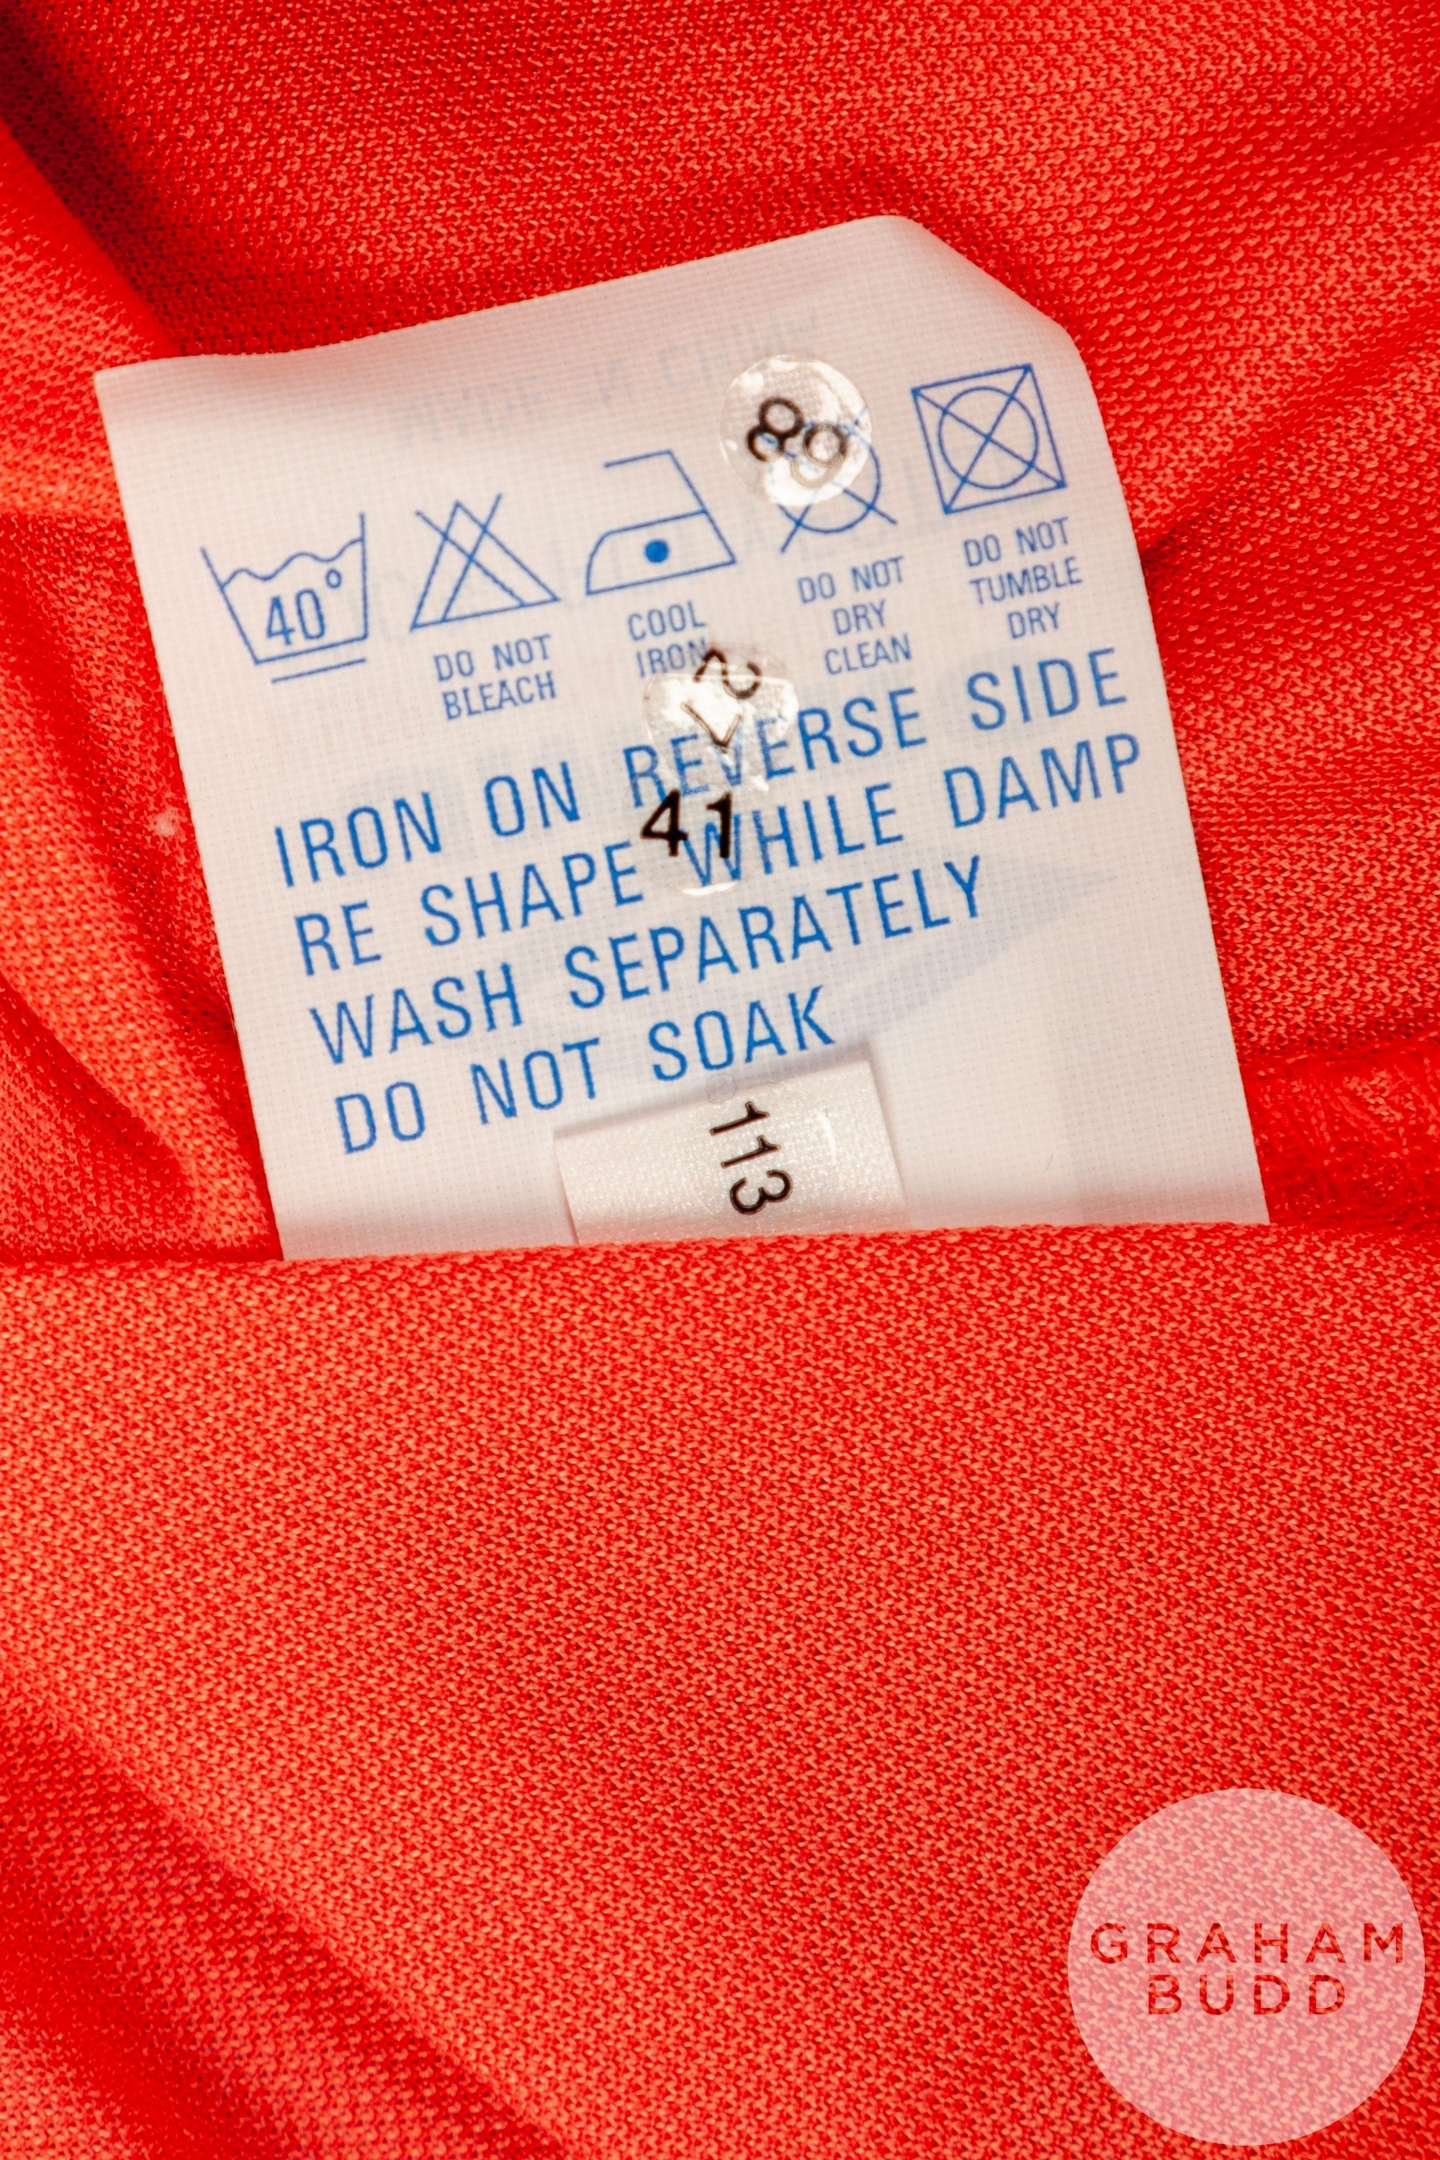 89
40°
DO NOT
BLEACH
COOL
IRON
DO NOT
DRY
CLEAN
DO NOT
TUMBLE
DRY
27
IRON ON REVERSE SIDE
41
RE SHAPE WHILE DAMP
WASH SEPARATELY
DO NOT SOAK
113
GRAHAM
BUDD